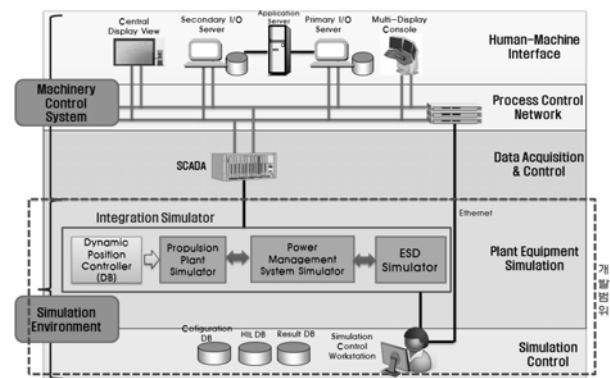 Central
Display View
Secondary I/O
Server
Application
Server
Primary I/O
Server
Multi-Display
Console
Human-Machine
Interface
Machinery
Control
System
Process Control
Network
SCADA
Data Acquisition
& Control
Ethernet
Integration Simulator
Dynamic
Position
Controller
(DB)
Propulsion
Plant
Simulator
Power
Management
System Simulator
ESD
Simulator
Plant Equipment
Simulation
Simulation
Environment
Cofiguration
DB
HIL DB
Result DB
Simulation
Control
Workstation
Simulation
Control